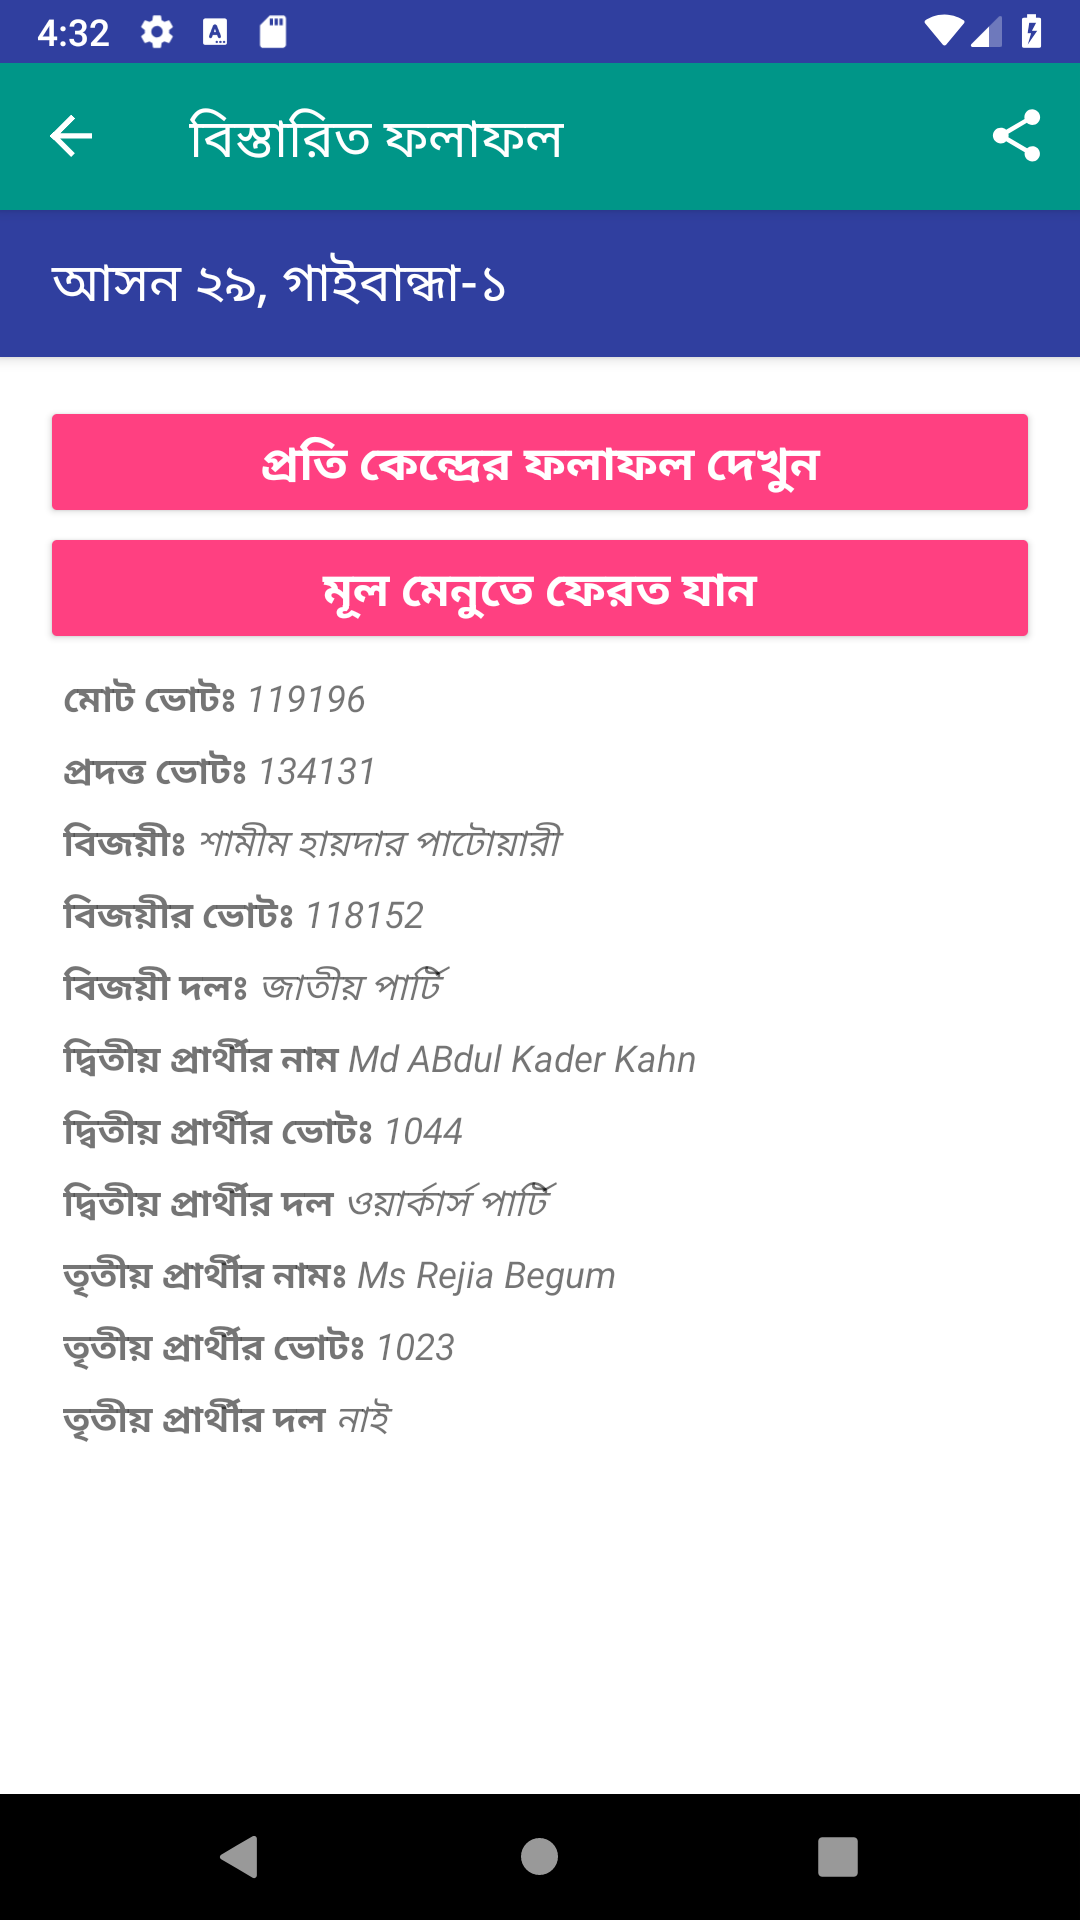 4:32
বিস্তারিত ফলাফল
আসন ২৯, গাইবান্ধা-১
প্রতি কেন্দ্রের ফলাফল দেখুন
মূল মেনুতে ফেরত যান
মোট ভোটঃ 119196
প্রদত্ত ভোটঃ 134131
বিজয়ীঃ শামীম হায়দার পাটোয়ারী
বিজয়ীর ভোটঃ 118152
বিজয়ী দলঃ জাতীয় পার্টি
দ্বিতীয় প্রার্থীর নাম Md ABdul Kader Kahn
দ্বিতীয় প্রার্থীর ভোটঃ 1044
দ্বিতীয় প্রার্থীর দল ওয়ার্কার্স পার্টি
তৃতীয় প্রার্থীর নামঃ Ms Rejia Begum
তৃতীয় প্রার্থীর ভোটঃ 1023
তৃতীয় প্রার্থীর দল নাই